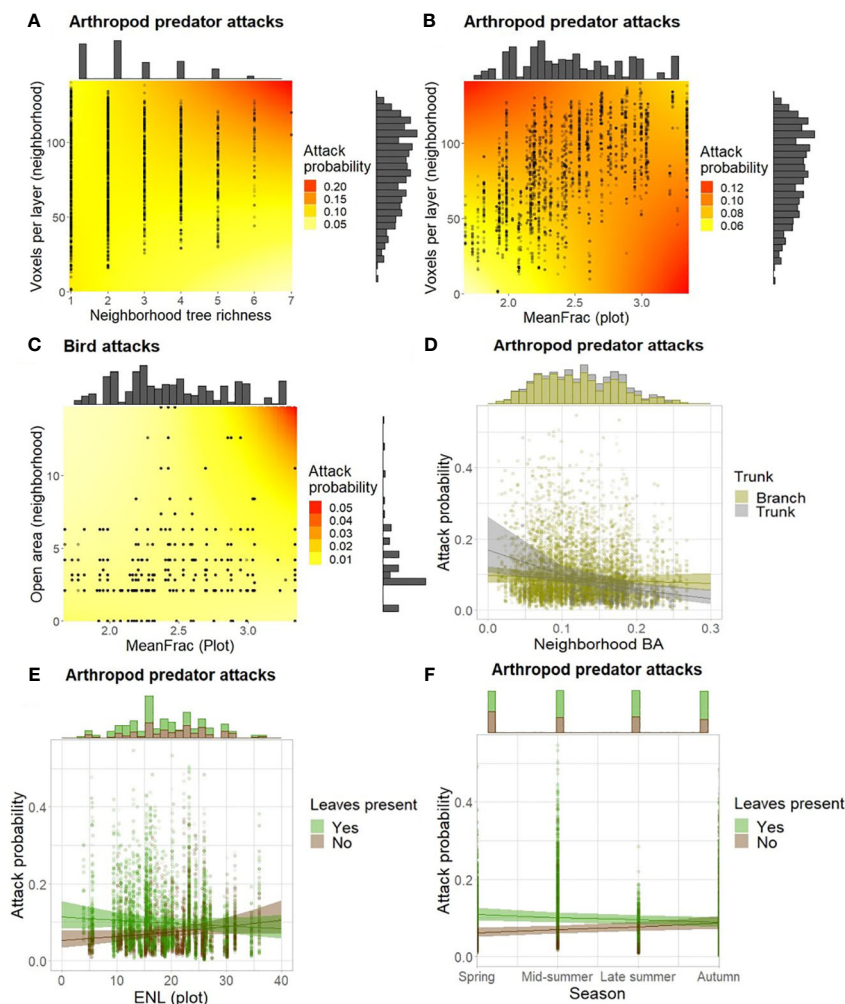 A
Arthropod predator attacks
Voxels per layer (neighborhood)
100
50
0
1 2 3 4 5 6 7
Neighborhood tree richness
Attack
probability
0.20
0.15
0.10
0.05
B
Arthropod predator attacks
Voxels per layer (neighborhood)
100
50
0
2.0 2.5 3.0
MeanFrac (plot)
Attack
probability
0.12
0.10
0.08
0.06
C
Bird attacks
Open area (neighborhood)
10
5
0
2.0 2.5 3.0
MeanFrac (Plot)
Attack
probability
0.05
0.04
0.03
0.02
0.01
D
Arthropod predator attacks
Attack probability
0.4
0.2
0.0
0.0 0.1 0.2 0.3
Neighborhood BA
Trunk
Branch
Trunk
E
Arthropod predator attacks
Attack probability
0.4
0.2
0.0
0 10 20 30 40
ENL (plot)
Leaves present
Yes
No
F
Arthropod predator attacks
Attack probability
0.4
0.2
0.0
Spring Mid-summer Late summer Autumn
Season
Leaves present
Yes
No